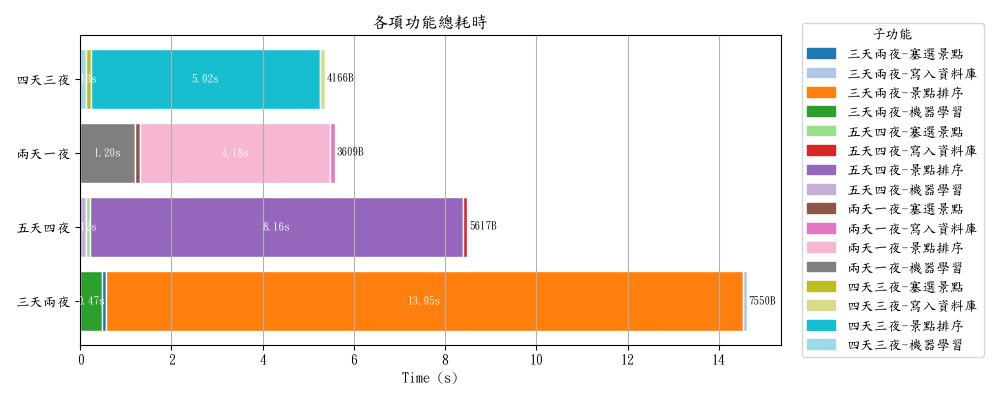 各項功能總耗時
四天三夜
5.02s
4166B
兩天一夜
1.20s
4.18s
3609B
五天四夜
8.16s
5617B
三天兩夜
.47s
13.95s
7550B
0 2 4 6 8 10 12 14
Time (s)
子功能
三天兩夜-塞選景點
三天兩夜-寫入資料庫
三天兩夜-景點排序
三天兩夜-機器學習
五天四夜-塞選景點
五天四夜-寫入資料庫
五天四夜-景點排序
五天四夜-機器學習
兩天一夜-塞選景點
兩天一夜-寫入資料庫
兩天一夜-景點排序
兩天一夜-機器學習
四天三夜-塞選景點
四天三夜-寫入資料庫
四天三夜-景點排序
四天三夜-機器學習